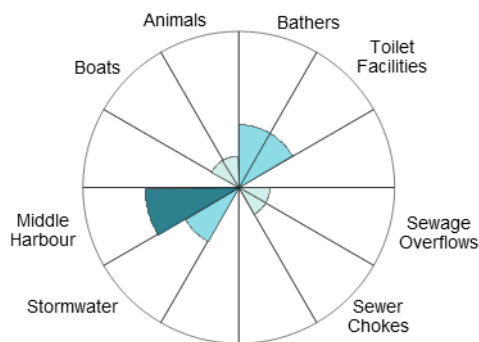 Animals
Bathers
Toilet
Facilities
Boats
Middle
Harbour
Sewage
Overflows
Stormwater
Sewer
Chokes